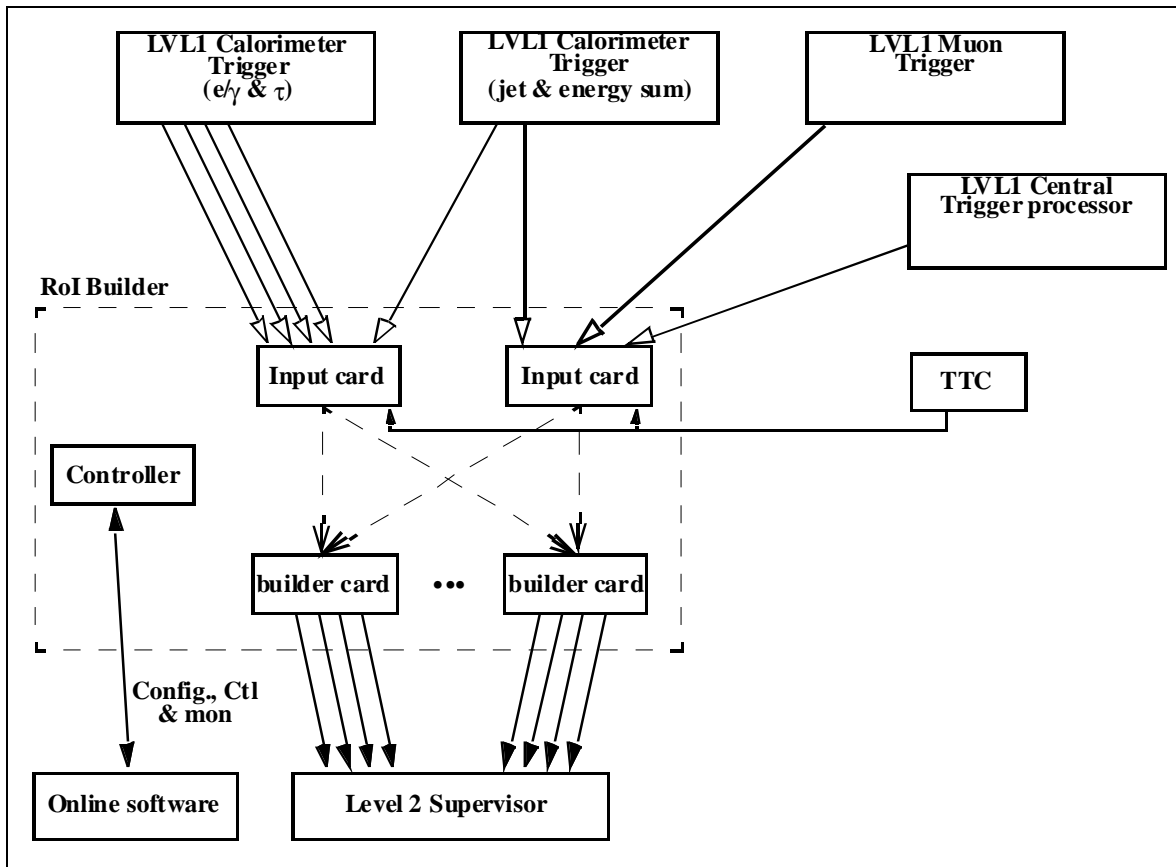 LVL1 Calorimeter
Trigger
(e/γ & τ)
LVL1 Calorimeter
Trigger
(jet & energy sum)
LVL1 Muon
Trigger
LVL1 Central
Trigger processor
RoI Builder
Input card
Input card
TTC
Controller
builder card
•••
builder card
Config., Ctl
& mon
Online software
Level 2 Supervisor